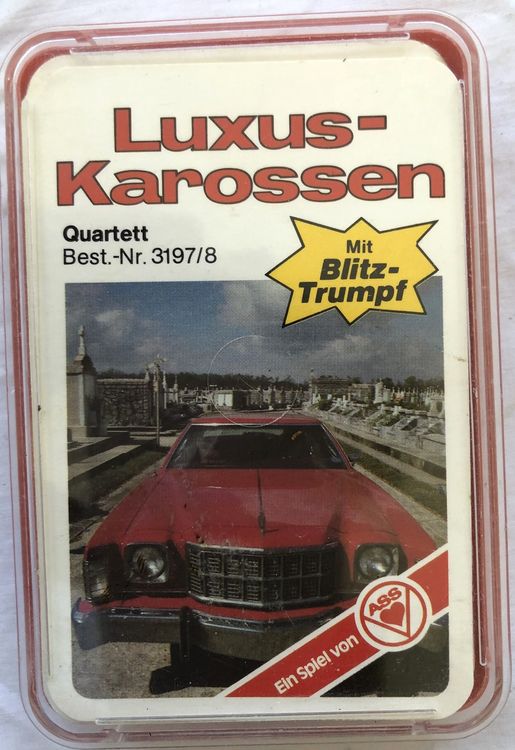 Luxus-
Karossen
Quartett
Best.-Nr. 3197/8
Mit
Blitz-
Trumpf
Ein Spiel von
ASS